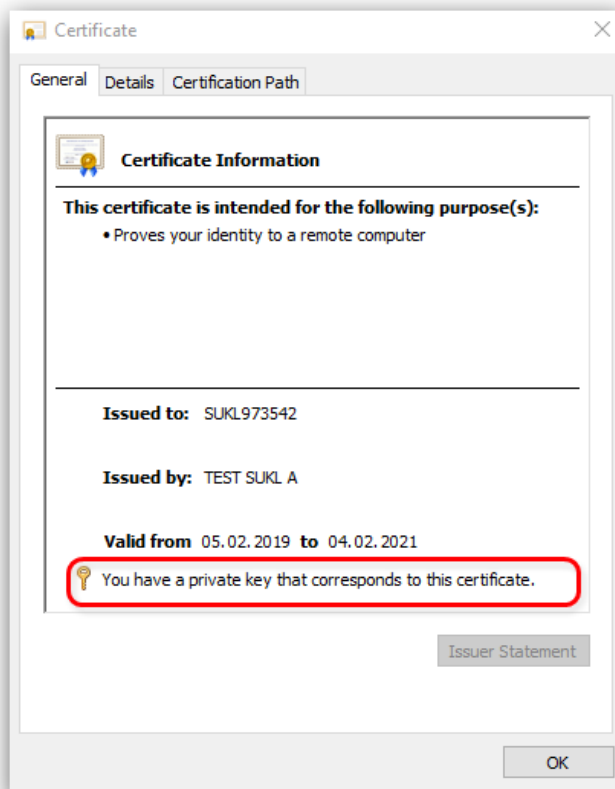 Certificate
General Details Certification Path
Certificate Information
This certificate is intended for the following purpose(s):
• Proves your identity to a remote computer
Issued to: SUKL973542
Issued by: TEST SUKL A
Valid from 05.02.2019 to 04.02.2021
You have a private key that corresponds to this certificate.
Issuer Statement
OK